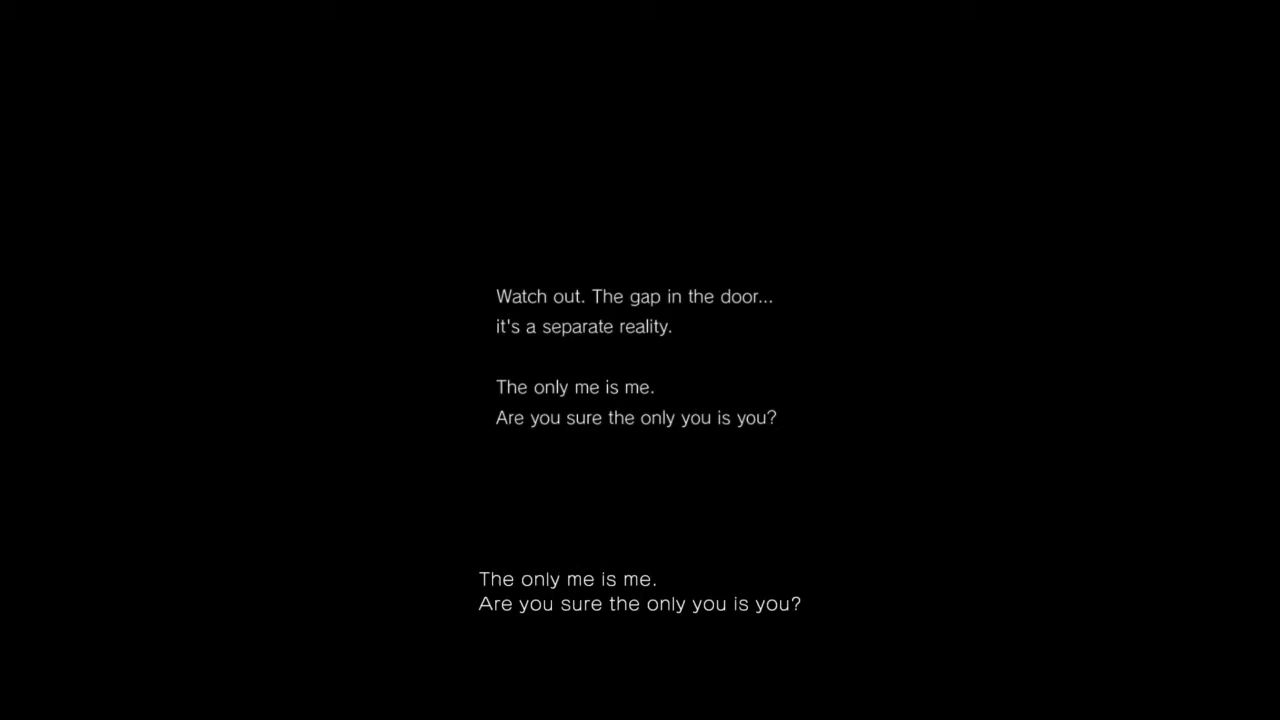 Watch out. The gap in the door...
it's a separate reality.
The only me is me.
Are you sure the only you is you?
The only me is me.
Are you sure the only you is you?